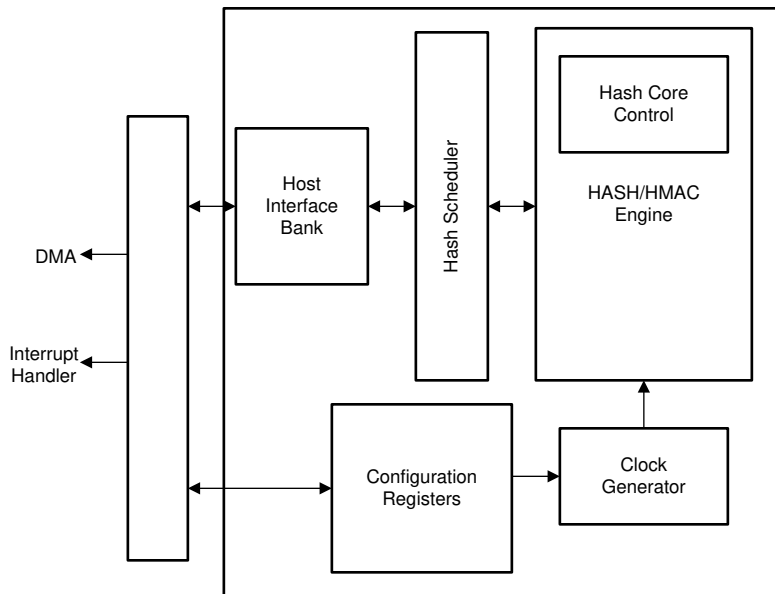 Hash Core
Control
HASH/HMAC
Engine
Hash Scheduler
Host
Interface
Bank
DMA
Interrupt
Handler
Configuration
Registers
Clock
Generator